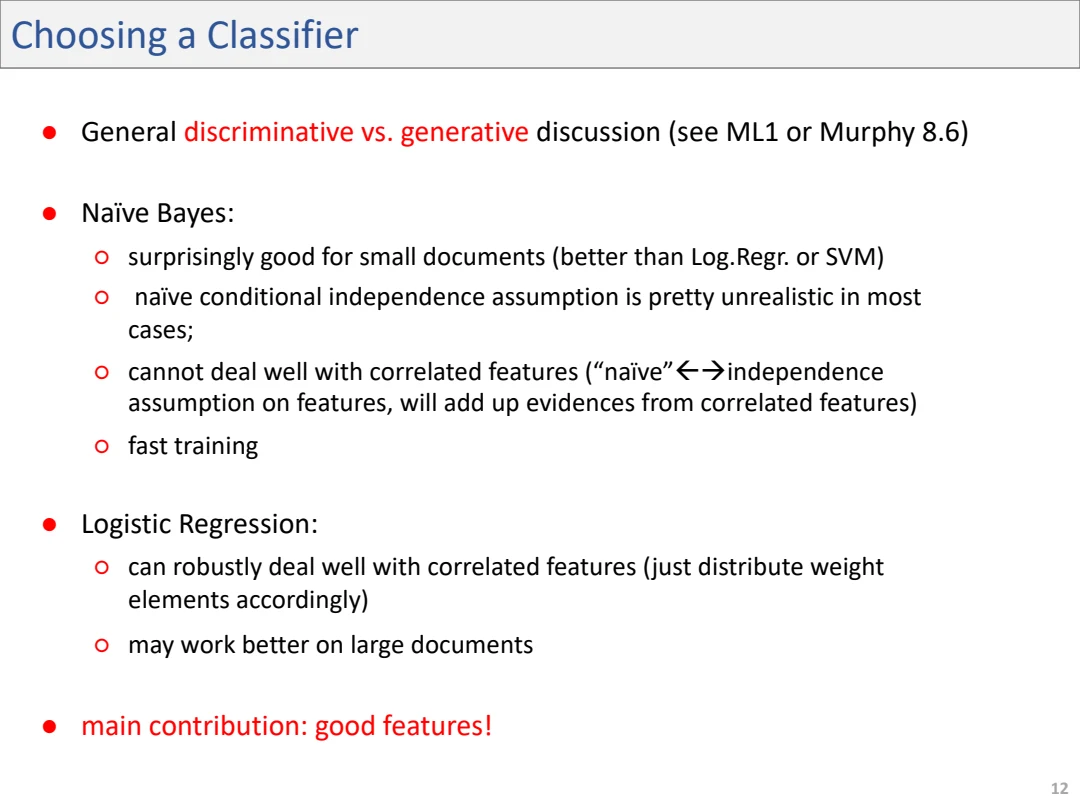 Choosing a Classifier
● General discriminative vs. generative discussion (see ML1 or Murphy 8.6)
● Naïve Bayes:
○ surprisingly good for small documents (better than Log.Regr. or SVM)
○ naïve conditional independence assumption is pretty unrealistic in most
cases;
○ cannot deal well with correlated features (“naïve”←→independence
assumption on features, will add up evidences from correlated features)
○ fast training
● Logistic Regression:
○ can robustly deal well with correlated features (just distribute weight
elements accordingly)
○ may work better on large documents
● main contribution: good features!
12